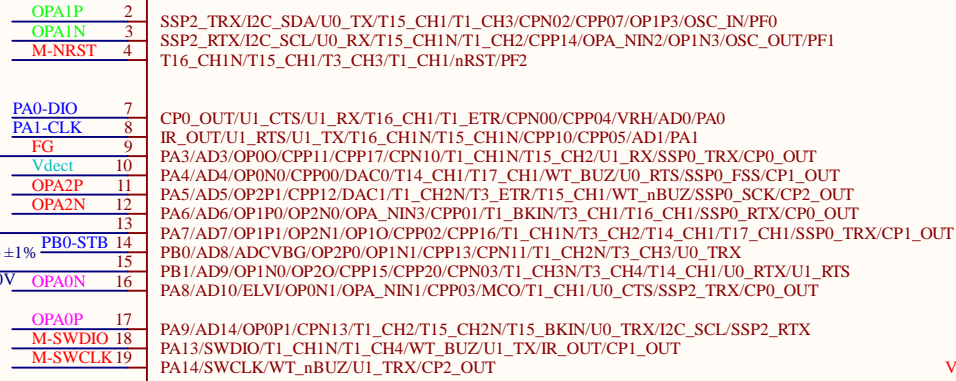 OPA1P 2 SSP2_TRX/I2C_SDA/U0_TX/T15_CH1/T1_CH3/CPN02/CPP07/OP1P3/OSC_IN/PF0
OPA1N 3 SSP2_RTX/I2C_SCL/U0_RX/T15_CH1N/T1_CH2/CPP14/OPA_NIN2/OP1N3/OSC_OUT/PF1
M-NRST 4 T16_CH1N/T15_CH1/T3_CH3/T1_CH1/nRST/PF2
PA0-DIO 7 CP0_OUT/U1_CTS/U1_RX/T16_CH1/T1_ETR/CPN00/CPP04/VRH/AD0/PA0
PA1-CLK 8 IR_OUT/U1_RTS/U1_TX/T16_CH1N/T15_CH1N/CPP10/CPP05/AD1/PA1
FG 9 PA3/AD3/OP0O/CPP11/CPP17/CPN10/T1_CH1N/T15_CH2/U1_RX/SSP0_TRX/CP0_OUT
Vdect 10 PA4/AD4/OP0N0/CPP00/DAC0/T14_CH1/T17_CH1/WT_BUZ/U0_RTS/SSP0_FSS/CP1_OUT
OPA2P 11 PA5/AD5/OP2P1/CPP12/DAC1/T1_CH2N/T3_ETR/T15_CH1/WT_nBUZ/SSP0_SCK/CP2_OUT
OPA2N 12 PA6/AD6/OP1P0/OP2N0/OPA_NIN3/CPP01/T1_BKIN/T3_CH1/T16_CH1/SSP0_RTX/CP0_OUT
13 PA7/AD7/OP1P1/OP2N1/OP1O/CPP02/CPP16/T1_CH1N/T3_CH2/T14_CH1/T17_CH1/SSP0_TRX/CP1_OUT
±1% PB0-STB 14 PB0/AD8/ADCVBG/OP2P0/OP1N1/CPP13/CPN11/T1_CH2N/T3_CH3/U0_TRX
15 PB1/AD9/OP1N0/OP2O/CPP15/CPP20/CPN03/T1_CH3N/T3_CH4/T14_CH1/U0_RTX/U1_RTS
0V OPA0N 16 PA8/AD10/ELVI/OP0N1/OPA_NIN1/CPP03/MCO/T1_CH1/U0_CTS/SSP2_TRX/CP0_OUT
OPA0P 17 PA9/AD14/OP0P1/CPN13/T1_CH2/T15_CH2N/T15_BKIN/U0_TRX/I2C_SCL/SSP2_RTX
M-SWDIO 18 PA13/SWDIO/T1_CH1N/T1_CH4/WT_BUZ/U1_TX/IR_OUT/CP1_OUT
M-SWCLK 19 PA14/SWCLK/WT_nBUZ/U1_TRX/CP2_OUT
V